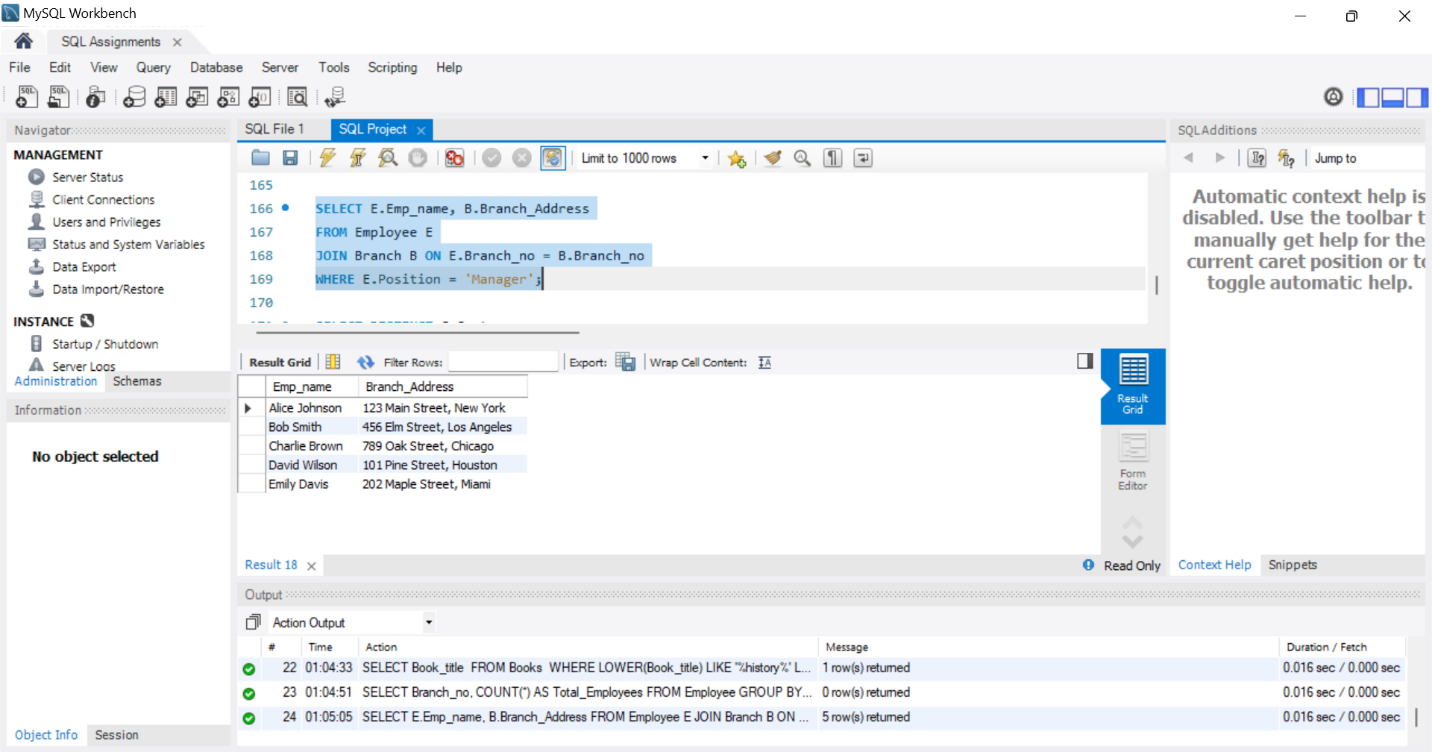 MySQL Workbench
SQL Assignments
File Edit View Query Database Server Tools Scripting Help
Navigator
MANAGEMENT
Server Status
Client Connections
Users and Privileges
Status and System Variables
Data Export
Data Import/Restore
INSTANCE
Startup / Shutdown
Server Logs
Administration Schemas
Information
No object selected
Object Info Session
SQL File 1 SQL Project
Limit to 1000 rows
165
166 SELECT E.Emp_name, B.Branch_Address
167 FROM Employee E
168 JOIN Branch B ON E.Branch_no = B.Branch_no
169 WHERE E.Position = 'Manager';
170
Result Grid Filter Rows: Export: Wrap Cell Content:
Emp_name Branch_Address
Alice Johnson 123 Main Street, New York
Bob Smith 456 Elm Street, Los Angeles
Charlie Brown 789 Oak Street, Chicago
David Wilson 101 Pine Street, Houston
Emily Davis 202 Maple Street, Miami
Result
Grid
Form
Editor
Result 18 Read Only
SQLAdditions
Jump to
Automatic context help is
disabled. Use the toolbar t
manually get help for the
current caret position or to
toggle automatic help.
Context Help Snippets
Output
Action Output
# Time Action Message Duration / Fetch
22 01:04:33 SELECT Book_title FROM Books WHERE LOWER(Book_title) LIKE '%history%' L... 1 row(s) returned 0.016 sec / 0.000 sec
23 01:04:51 SELECT Branch_no, COUNT(*) AS Total_Employees FROM Employee GROUP BY... 0 row(s) returned 0.016 sec / 0.000 sec
24 01:05:05 SELECT E.Emp_name, B.Branch_Address FROM Employee E JOIN Branch B ON ... 5 row(s) returned 0.016 sec / 0.000 sec